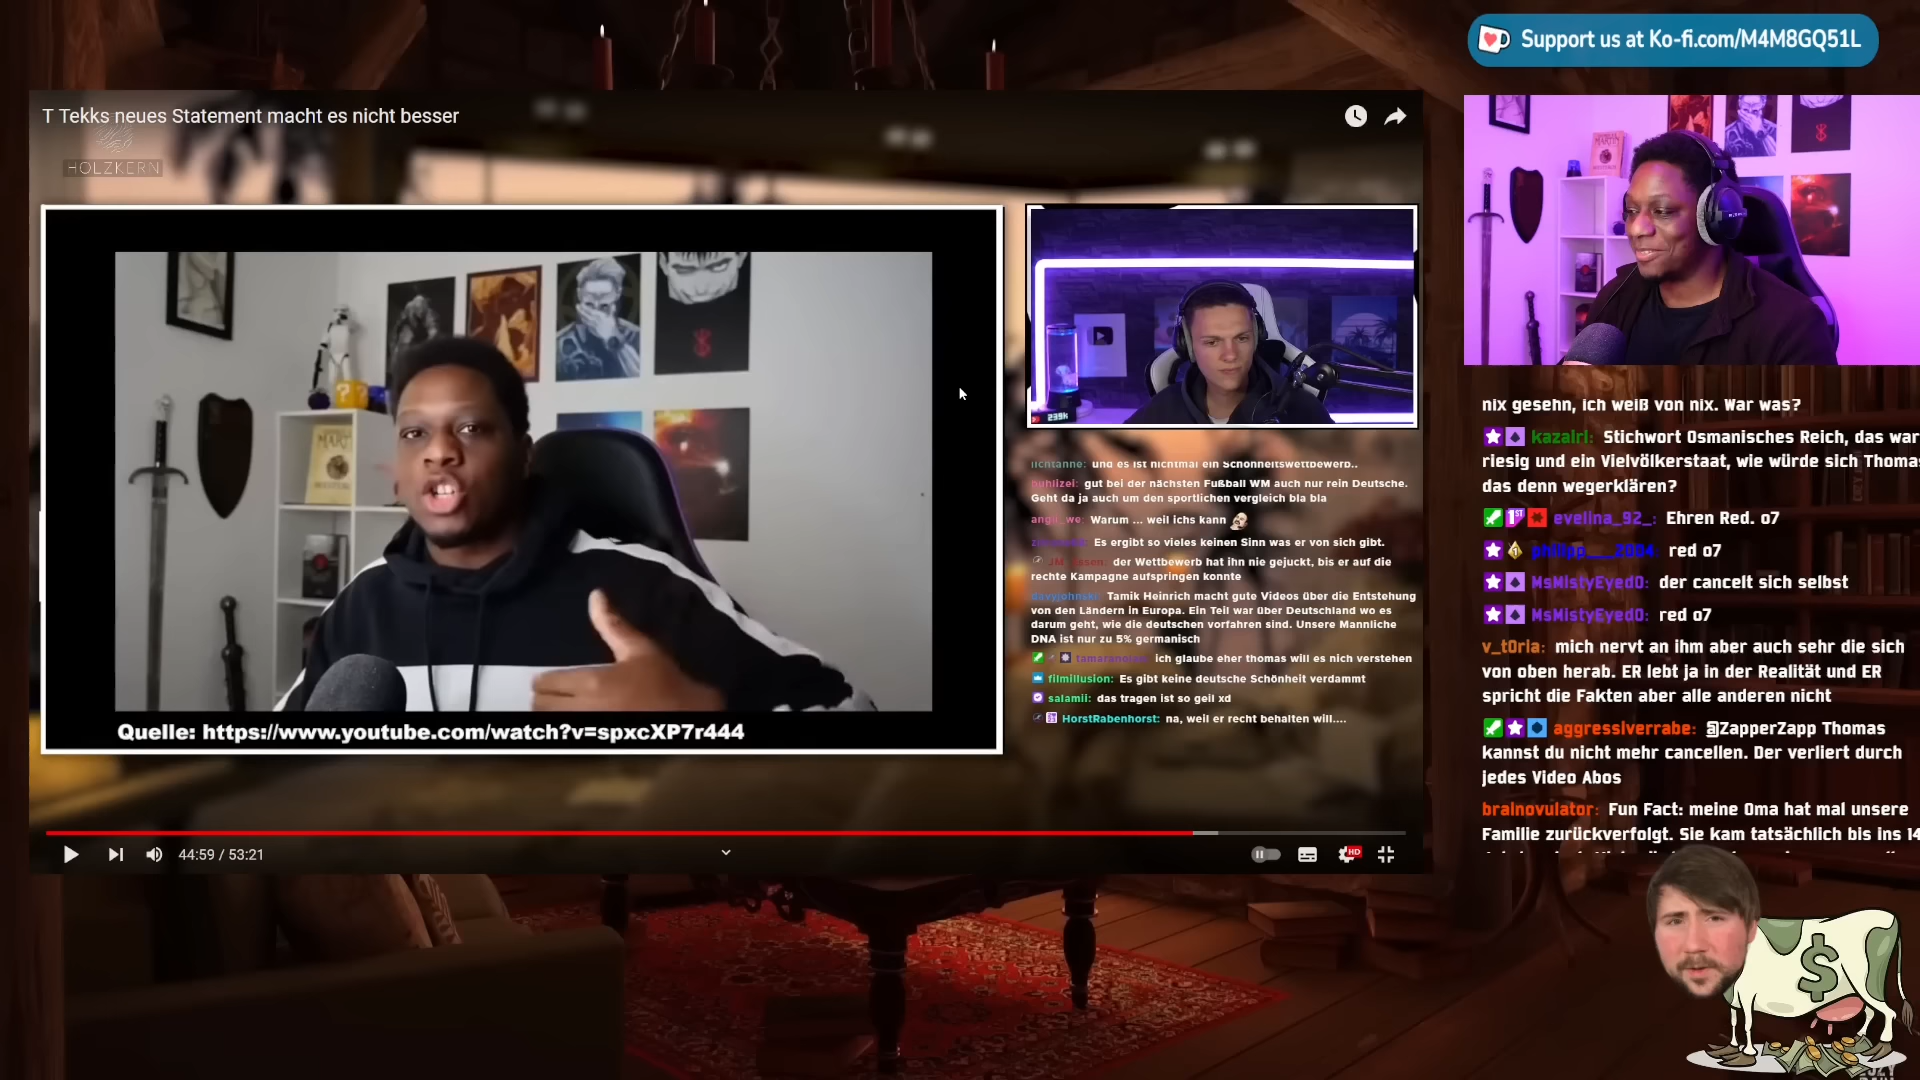 Support us at Ko-fi.com/M4M8GQ51L
T Tekks neues Statement macht es nicht besser
HOLZKERN
Quelle: https://www.youtube.com/watch?v=spxcXP7r444
239k
lichtanne: und es ist nichtmal ein Schönheitswettbewerb..
buhlizei: gut bei der nächsten Fußball WM auch nur rein Deutsche.
Geht da ja auch um den sportlichen vergleich bla bla
Warum ... weil ichs kann
Es ergibt so vieles keinen Sinn was er von sich gibt.
der Wettbewerb hat ihn nie gejuckt, bis er auf die
rechte Kampagne aufspringen konnte
davyjohnski: Tamik Heinrich macht gute Videos über die Entstehung
von den Ländern in Europa. Ein Teil war über Deutschland wo es
darum geht, wie die deutschen vorfahren sind. Unsere Mannliche
DNA ist nur zu 5% germanisch
ich glaube eher thomas will es nich verstehen
filmillusion: Es gibt keine deutsche Schönheit verdammt
salamii: das tragen ist so geil xd
HorstRabenhorst: na, weil er recht behalten will....
44:59 / 53:21
HD
nix gesehn, ich weiß von nix. War was?
kazairl: Stichwort Osmanisches Reich, das war
riesig und ein Vielvölkerstaat, wie würde sich Thomas
das denn wegerklären?
evelina_92_: Ehren Red. o7
philipp___2004: red o7
MsMistyEyed0: der cancelt sich selbst
MsMistyEyed0: red o7
v_t0ria: mich nervt an ihm aber auch sehr die sich
von oben herab. ER lebt ja in der Realität und ER
spricht die Fakten aber alle anderen nicht
aggressiverrabe: @ZapperZapp Thomas
kannst du nicht mehr cancellen. Der verliert durch
jedes Video Abos
brainovulator: Fun Fact: meine Oma hat mal unsere
Familie zurückverfolgt. Sie kam tatsächlich bis ins 14